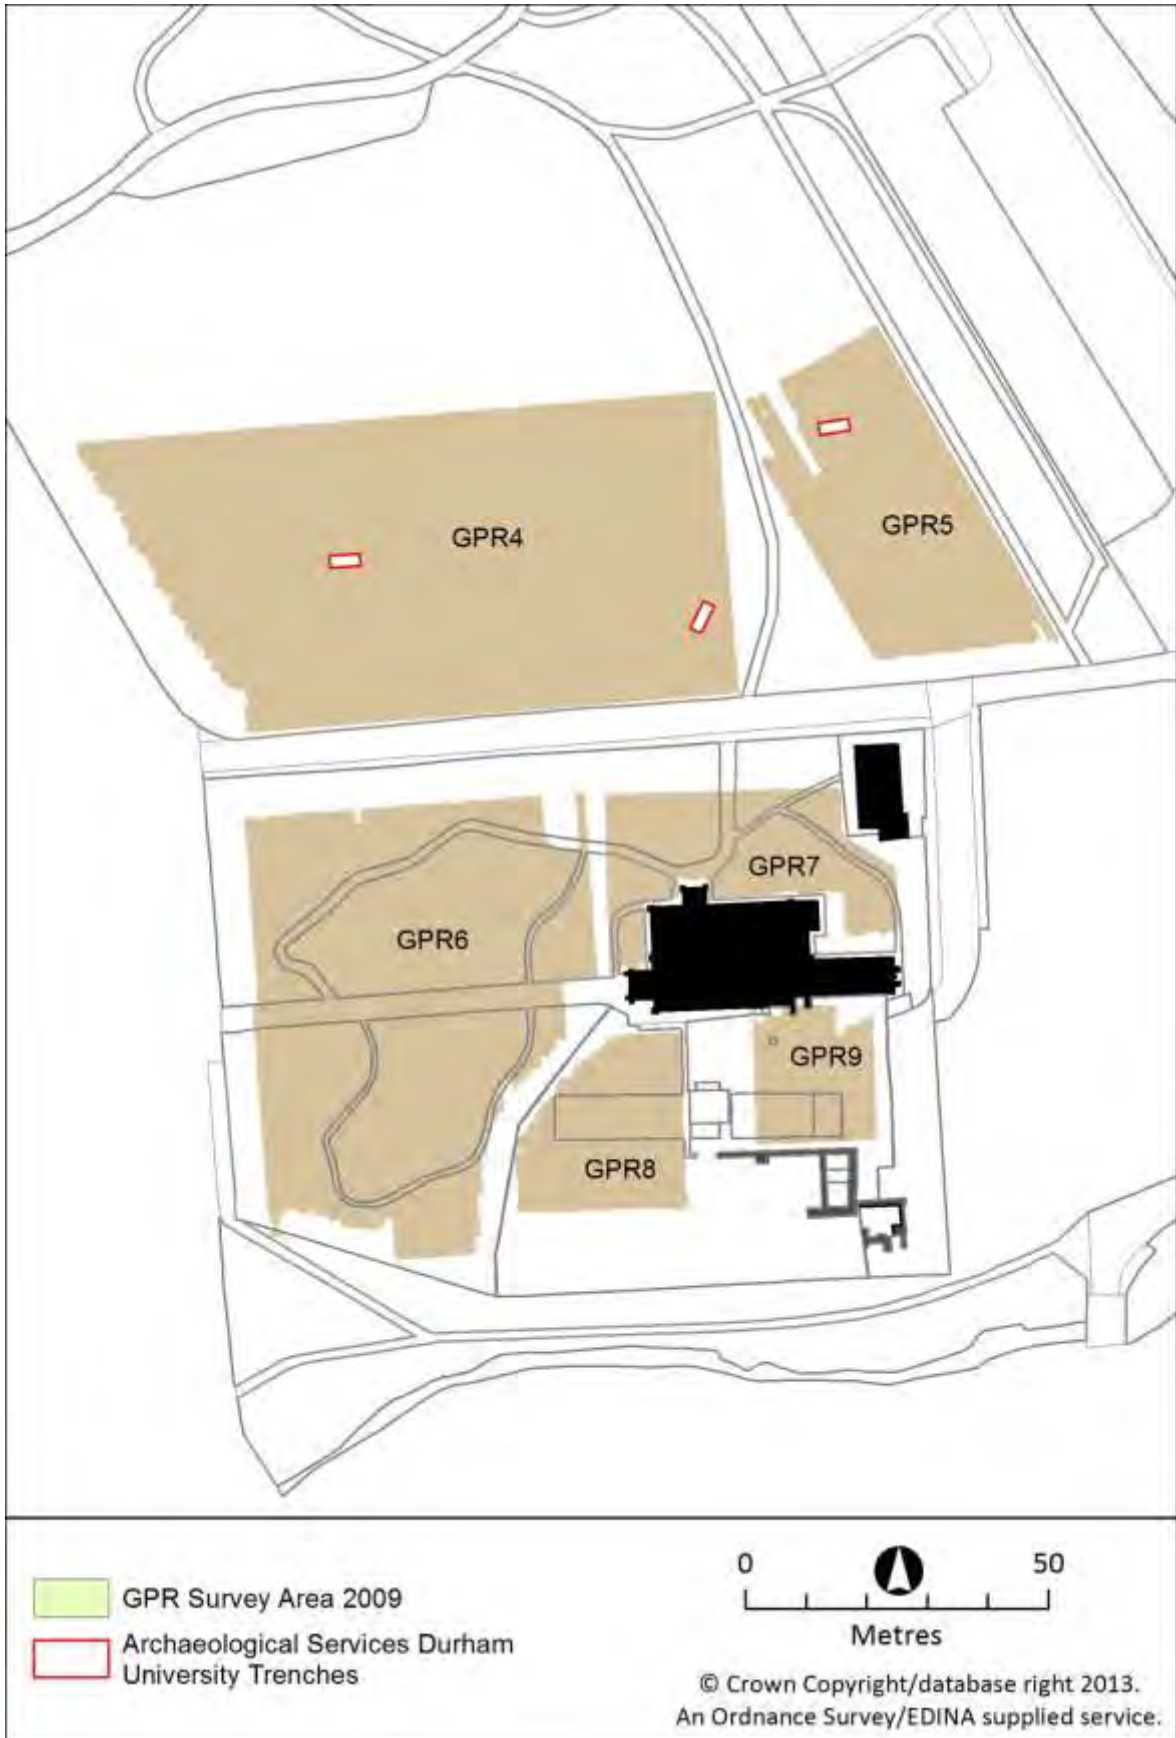 GPR4
GPR5
GPR7
GPR6
GPR9
GPR8
GPR Survey Area 2009
Archaeological Services Durham
University Trenches
0 50
Metres
© Crown Copyright/database right 2013.
An Ordnance Survey/EDINA supplied service.